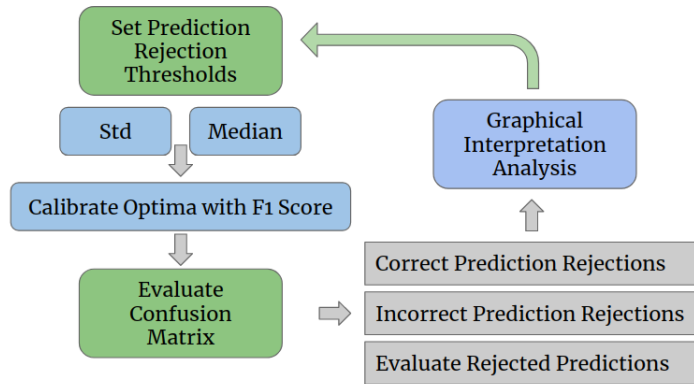 Set Prediction
Rejection
Thresholds
Std
Median
Calibrate Optima with F1 Score
Evaluate
Confusion
Matrix
Correct Prediction Rejections
Incorrect Prediction Rejections
Evaluate Rejected Predictions
Graphical
Interpretation
Analysis